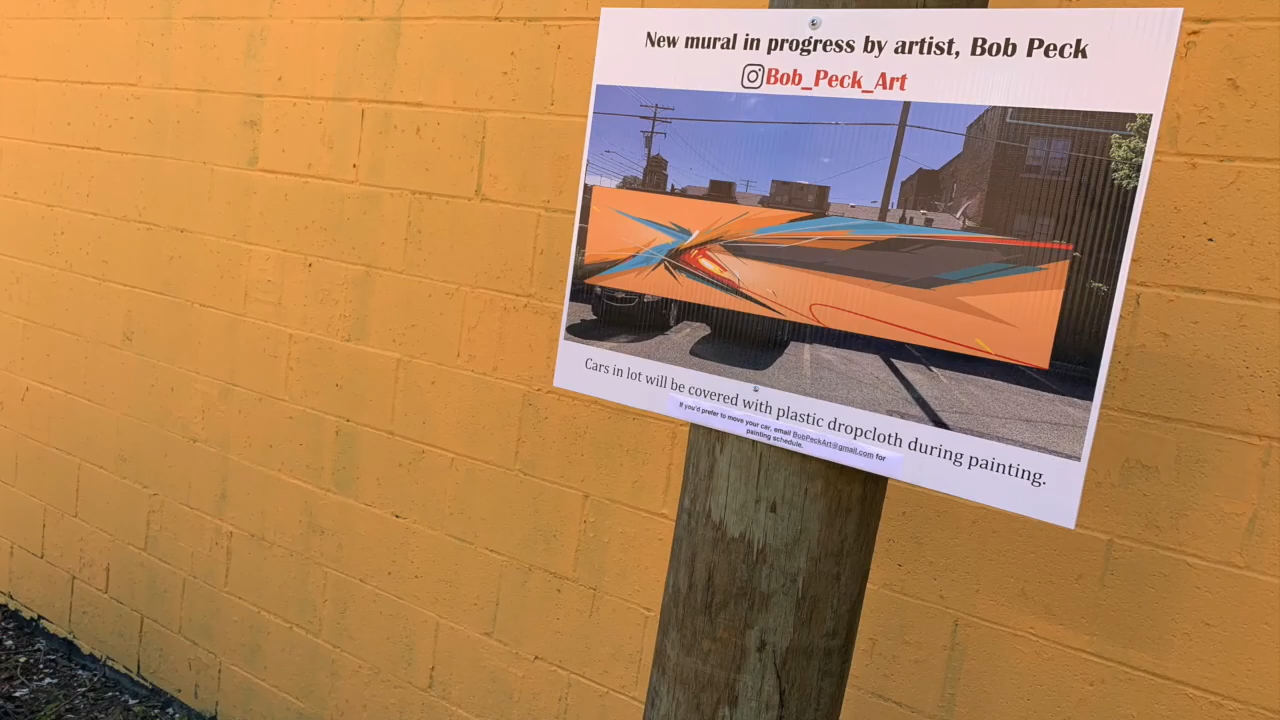 New mural in progress by artist, Bob Peck
Bob_Peck_Art
Cars in lot will be covered with plastic dropcloth during painting.
If you'd prefer to move your car, email BobPeckArt@gmail.com for
painting schedule.